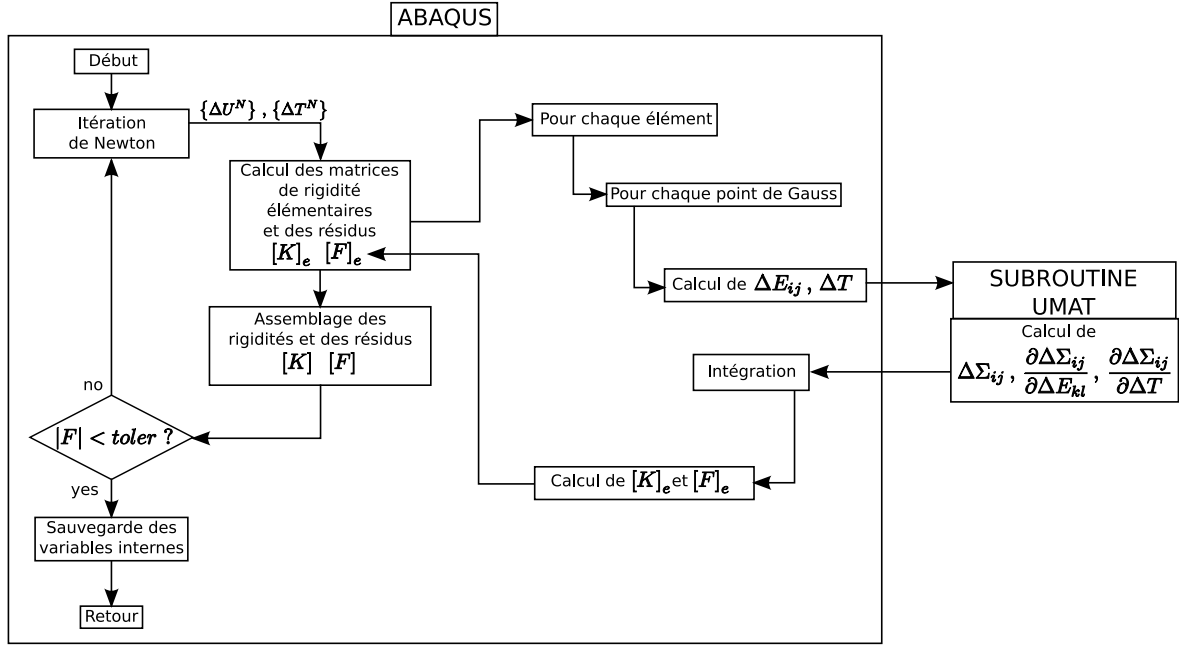 ABAQUS
Début
Itération
de Newton
{ΔU^N} , {ΔT^N}
Calcul des matrices
de rigidité
élémentaires
et des résidus
[K]_e [F]_e
Assemblage des
rigidités et des résidus
[K] [F]
|F| < toler ?
no
yes
Sauvegarde des
variables internes
Retour
Pour chaque élément
Pour chaque point de Gauss
Calcul de ΔE_ij , ΔT
SUBROUTINE
UMAT
Calcul de
ΔΣ_ij , ∂ΔΣ_ij/∂ΔE_kl , ∂ΔΣ_ij/∂ΔT
Intégration
Calcul de [K]_e et [F]_e